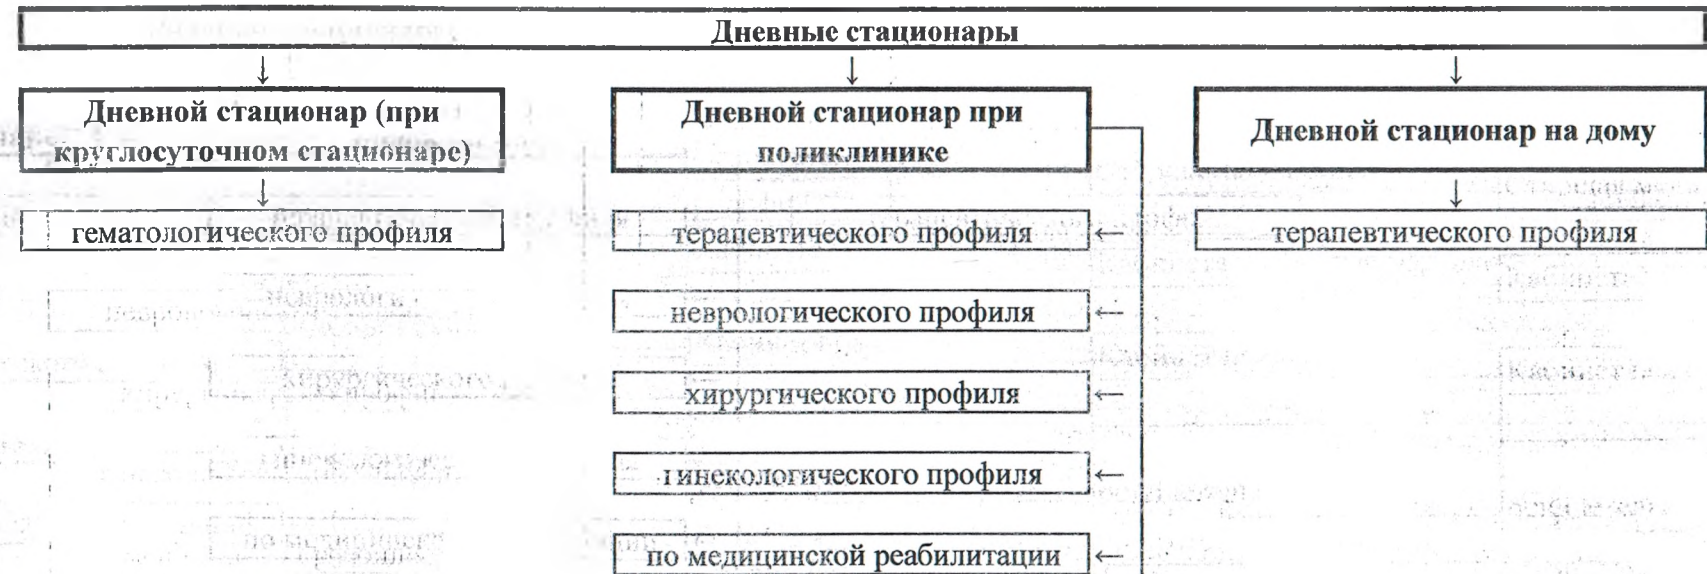 Дневные стационары
Дневной стационар (при
круглосуточном стационаре)
гематологического профиля
Дневной стационар при
поликлинике
терапевтического профиля
неврологического профиля
хирургического профиля
гинекологического профиля
по медицинской реабилитации
Дневной стационар на дому
терапевтического профиля